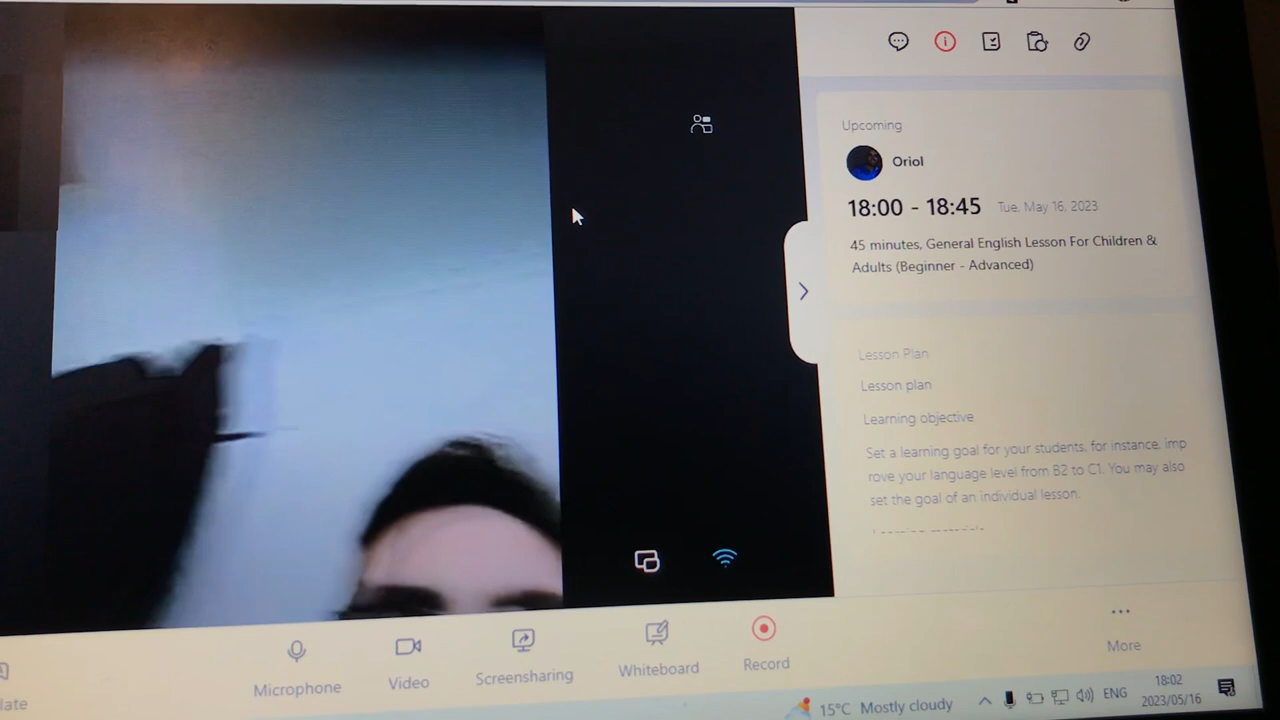 Upcoming
Oriol
18:00 - 18:45 Tue, May 16, 2023
45 minutes, General English Lesson For Children &
Adults (Beginner - Advanced)
Lesson Plan
Lesson plan
Learning objective
Set a learning goal for your students, for instance, imp
rove your language level from B2 to C1. You may also
set the goal of an individual lesson.
Microphone
Video
Screensharing
Whiteboard
Record
More
15°C Mostly cloudy
ENG
18:02
2023/05/16